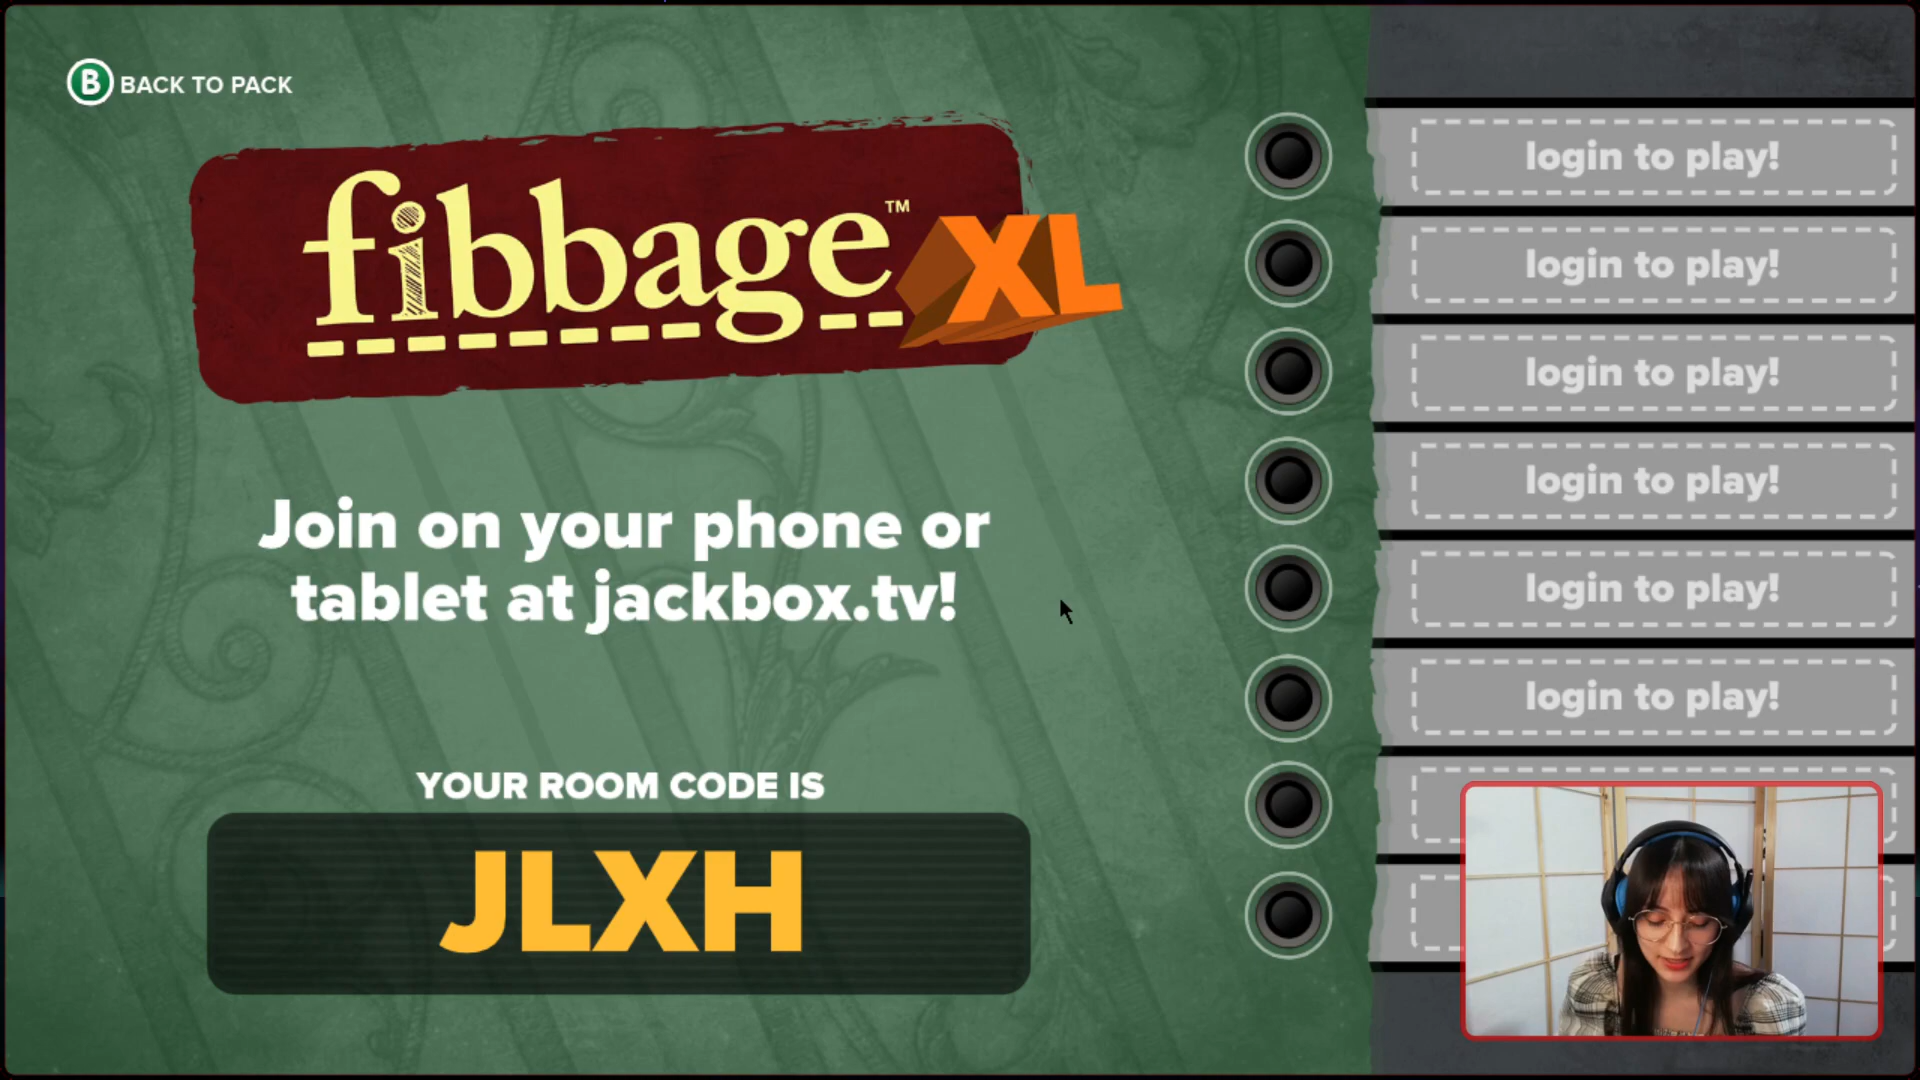 B BACK TO PACK
fibbage™ XL
Join on your phone or
tablet at jackbox.tv!
YOUR ROOM CODE IS
JLXH
login to play!
login to play!
login to play!
login to play!
login to play!
login to play!